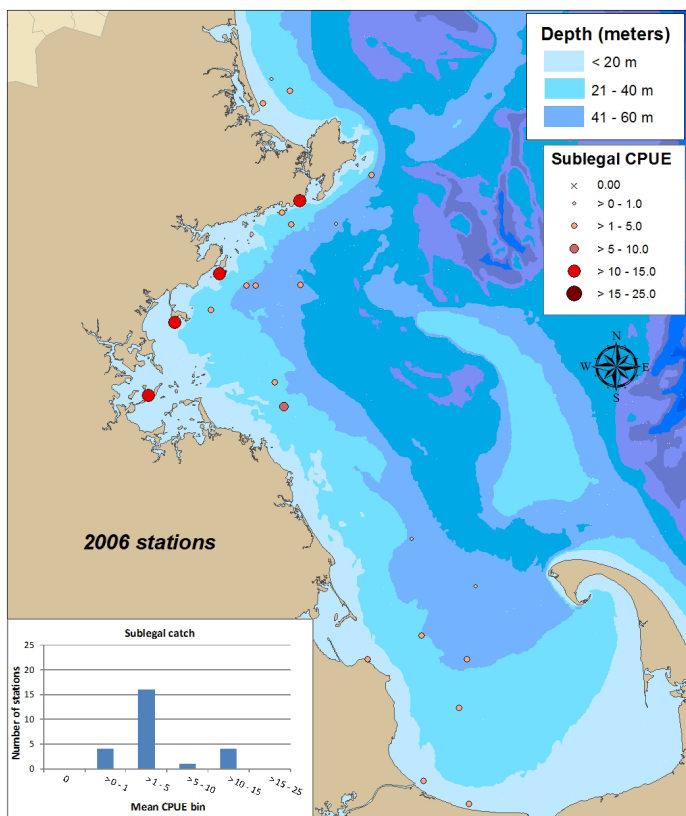 Depth (meters)
< 20 m
21 - 40 m
41 - 60 m
Sublegal CPUE
0.00
> 0 - 1.0
> 1 - 5.0
> 5 - 10.0
> 10 - 15.0
> 15 - 25.0
N
W E
S
2006 stations
Sublegal catch
Number of stations
25
20
15
10
5
0
0 >0 - 1 >1 - 5 >5 - 10 >10 - 15 >15 - 25
Mean CPUE bin